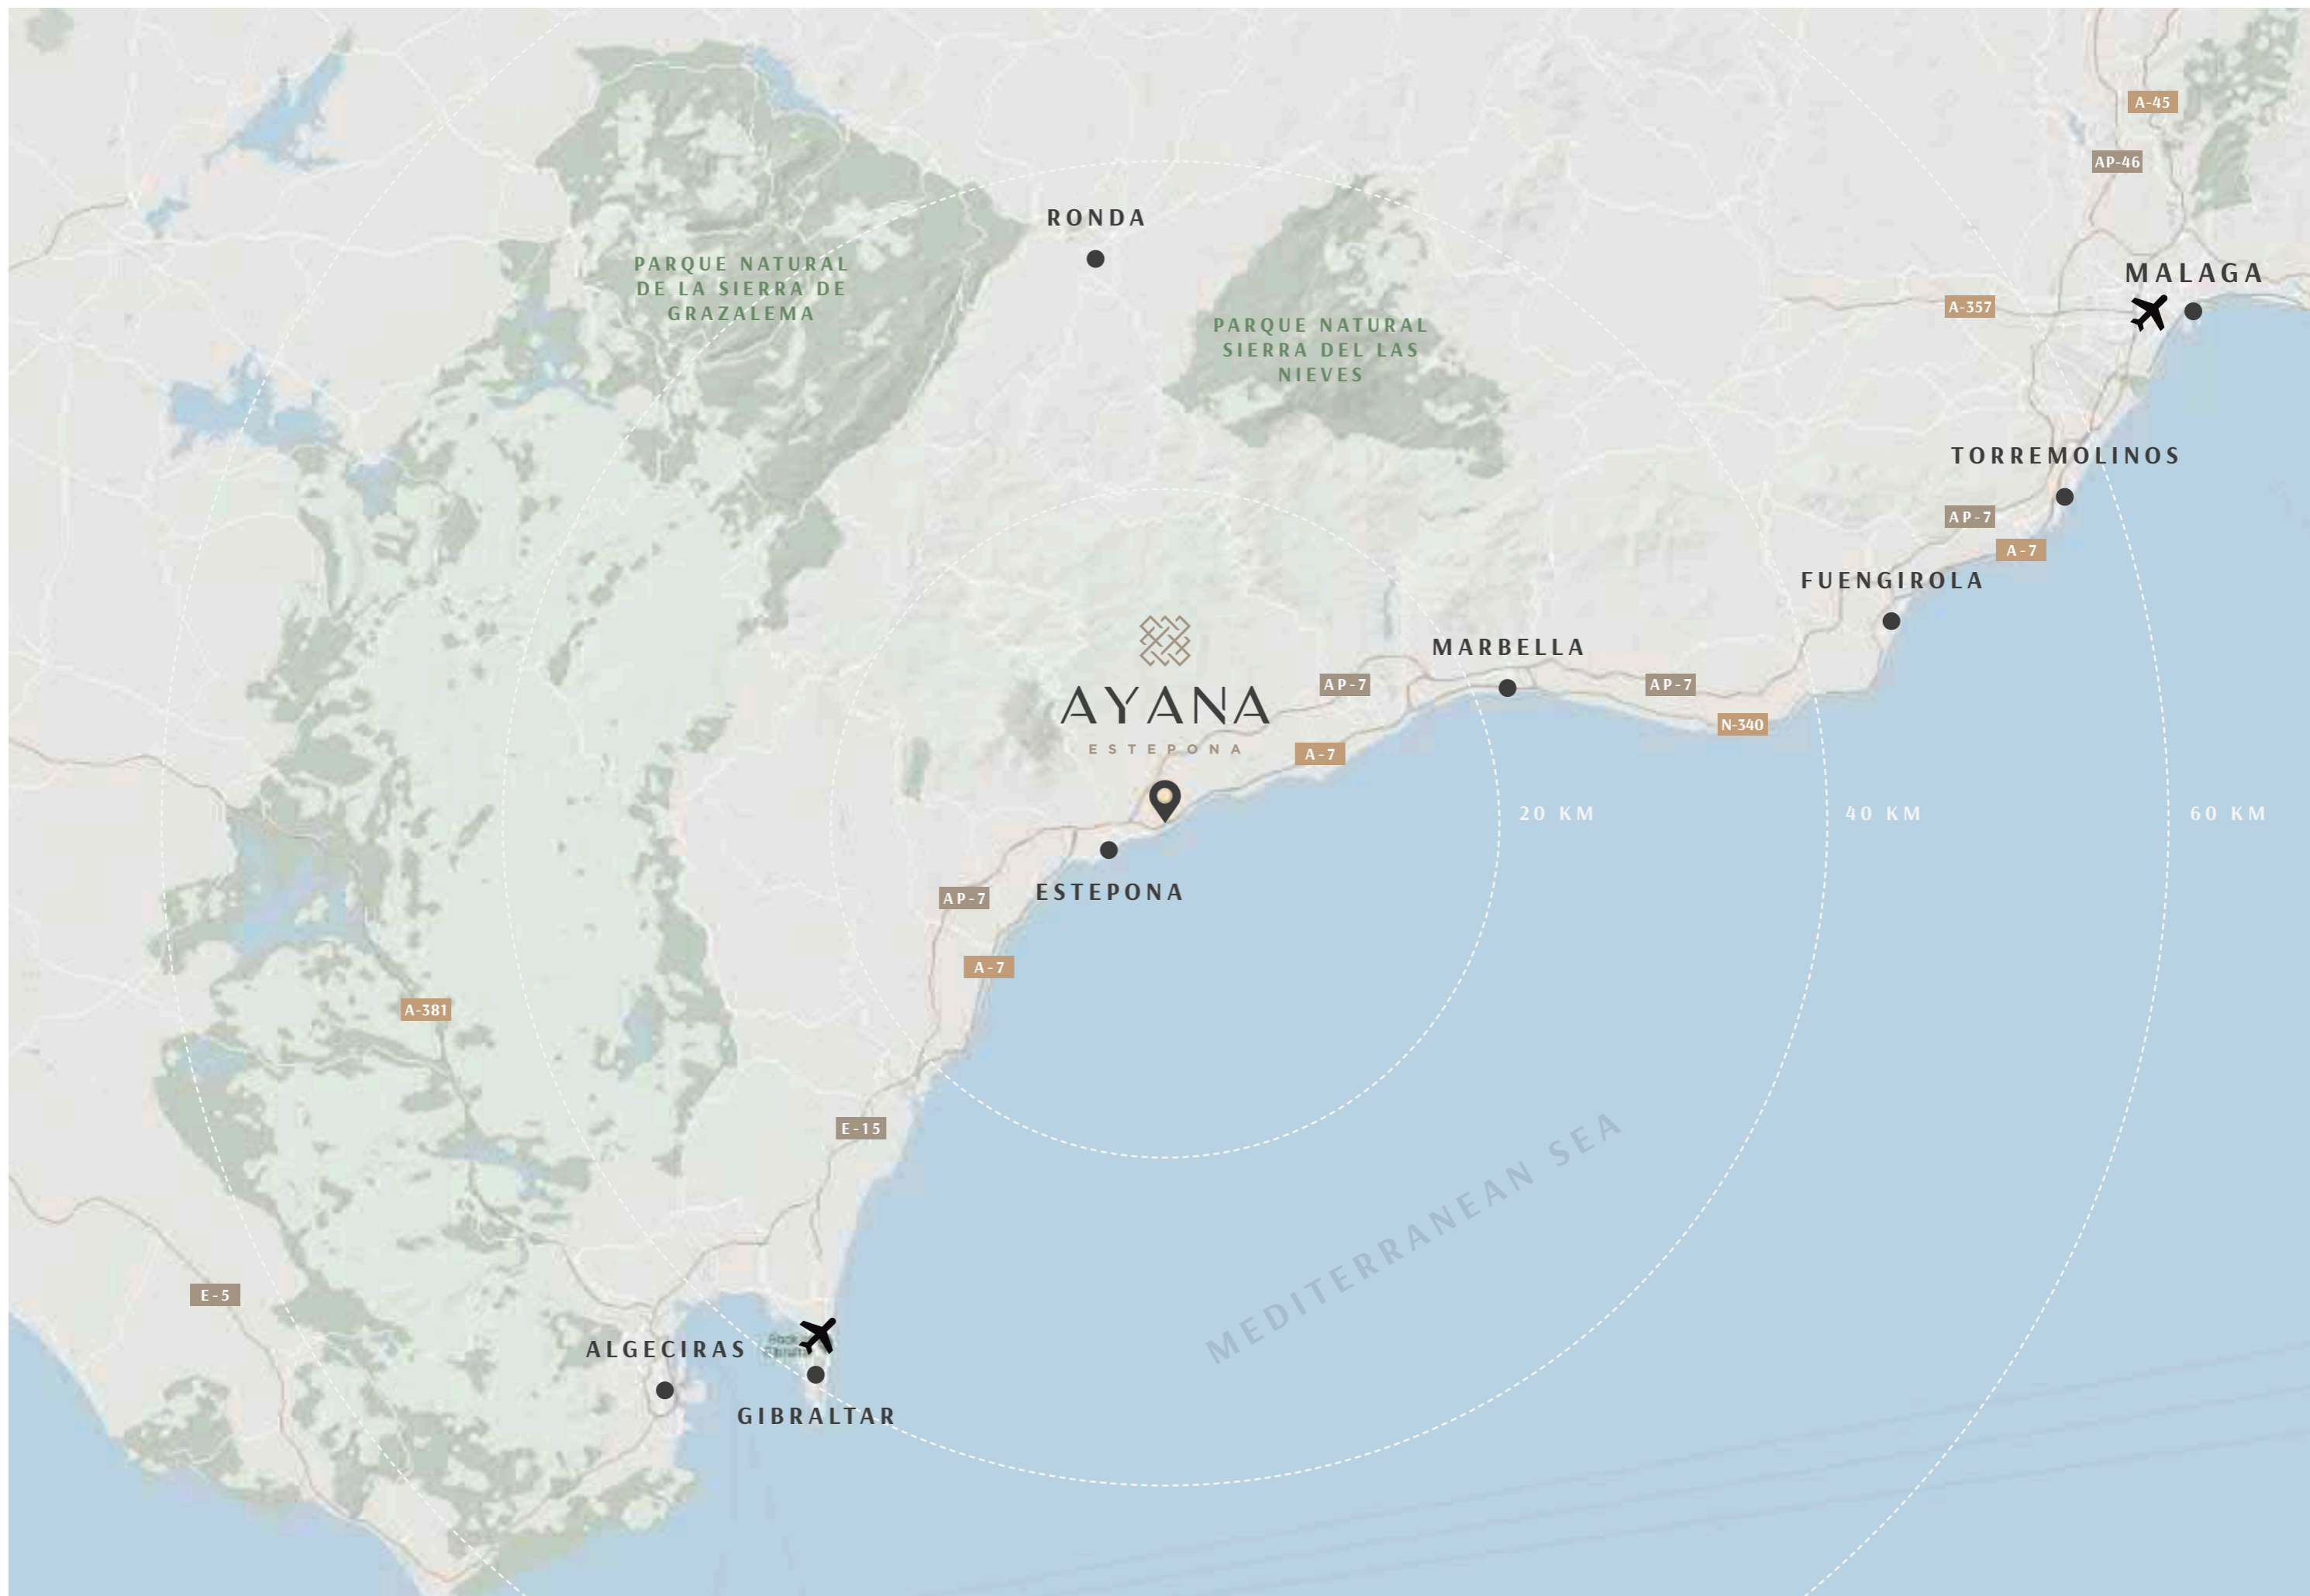 A-45
AP-46
RONDA
PARQUE NATURAL
DE LA SIERRA DE
GRAZALEMA
MALAGA
A-357
PARQUE NATURAL
SIERRA DEL LAS
NIEVES
TORREMOLINOS
AP-7
A-7
FUENGIROLA
MARBELLA
AP-7
AP-7
N-340
AYANA
ESTEPONA
A-7
20 KM
40 KM
60 KM
ESTEPONA
AP-7
A-7
A-381
E-15
MEDITERRANEAN SEA
E-5
ALGECIRAS
GIBRALTAR